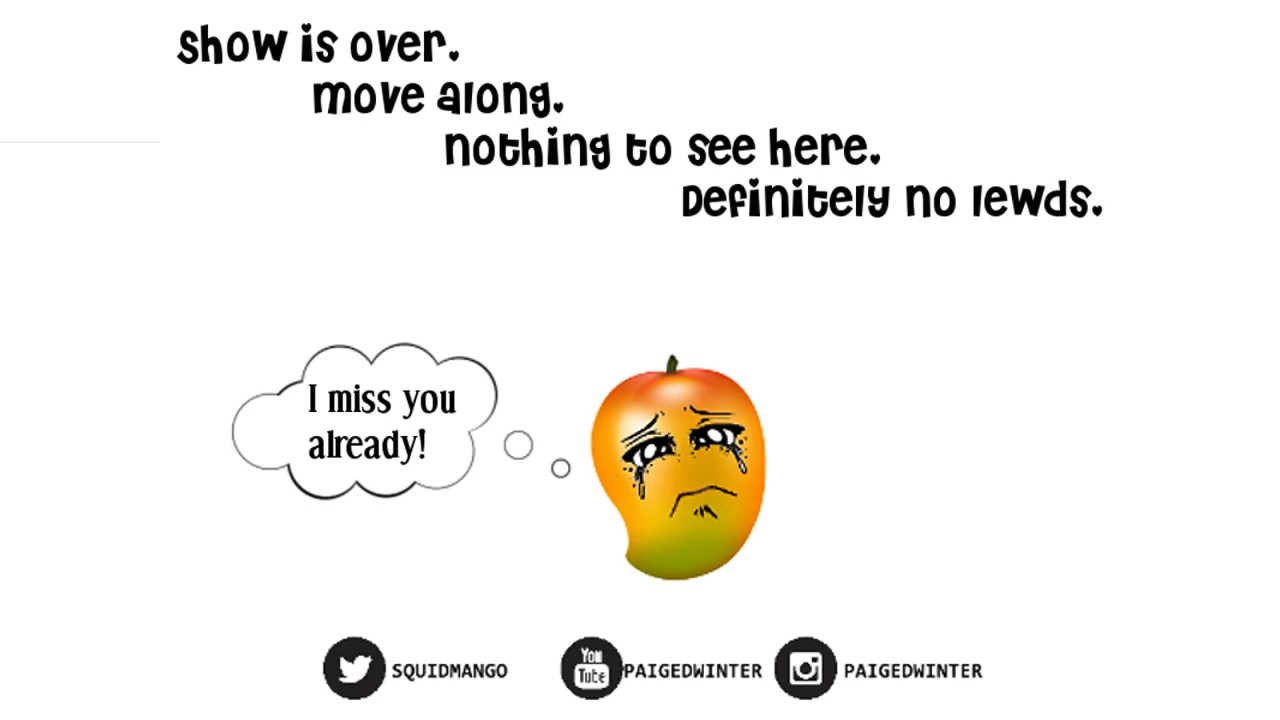 show is over.
move along.
nothing to see here.
Definitely no lewds.
I miss you
already!
SQUIDMANGO
You
Tube
PAIGEDWINTER
PAIGEDWINTER